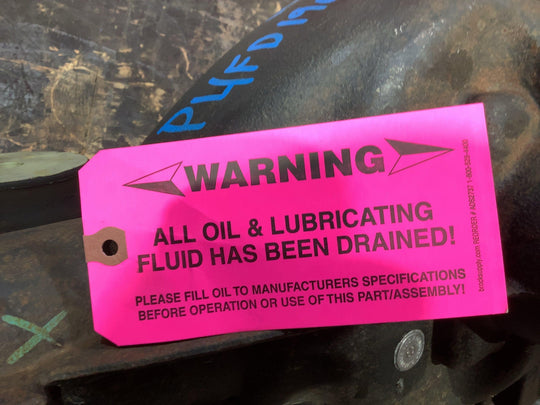 P4FD19
WARNING
ALL OIL & LUBRICATING
FLUID HAS BEEN DRAINED!
PLEASE FILL OIL TO MANUFACTURERS SPECIFICATIONS
BEFORE OPERATION OR USE OF THIS PART/ASSEMBLY!
X